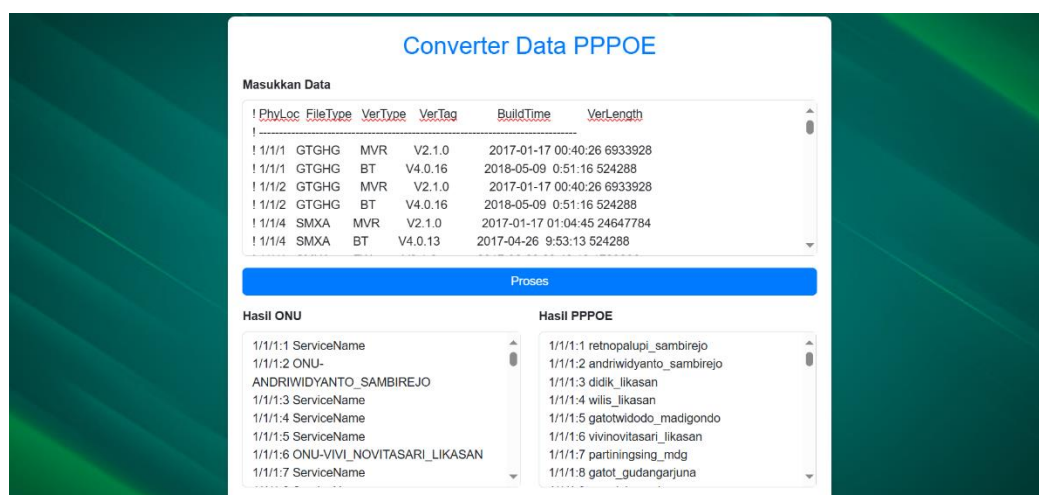 Converter Data PPPOE
Masukkan Data
! PhyLoc FileType VerType VerTag BuildTime VerLength
! --------------------------------------------------------------------------------
! 1/1/1 GTGHG MVR V2.1.0 2017-01-17 00:40:26 6933928
! 1/1/1 GTGHG BT V4.0.16 2018-05-09 0:51:16 524288
! 1/1/2 GTGHG MVR V2.1.0 2017-01-17 00:40:26 6933928
! 1/1/2 GTGHG BT V4.0.16 2018-05-09 0:51:16 524288
! 1/1/4 SMXA MVR V2.1.0 2017-01-17 01:04:45 24647784
! 1/1/4 SMXA BT V4.0.13 2017-04-26 9:53:13 524288
Proses
Hasil ONU
1/1/1:1 ServiceName
1/1/1:2 ONU-
ANDRIWIDYANTO_SAMBIREJO
1/1/1:3 ServiceName
1/1/1:4 ServiceName
1/1/1:5 ServiceName
1/1/1:6 ONU-VIVI_NOVITASARI_LIKASAN
1/1/1:7 ServiceName
Hasil PPPOE
1/1/1:1 retnopalupi_sambirejo
1/1/1:2 andriwidyanto_sambirejo
1/1/1:3 didik_likasan
1/1/1:4 wilis_likasan
1/1/1:5 gatotwidodo_madigondo
1/1/1:6 vivinovitasari_likasan
1/1/1:7 partiningsing_mdg
1/1/1:8 gatot_gudangarjuna